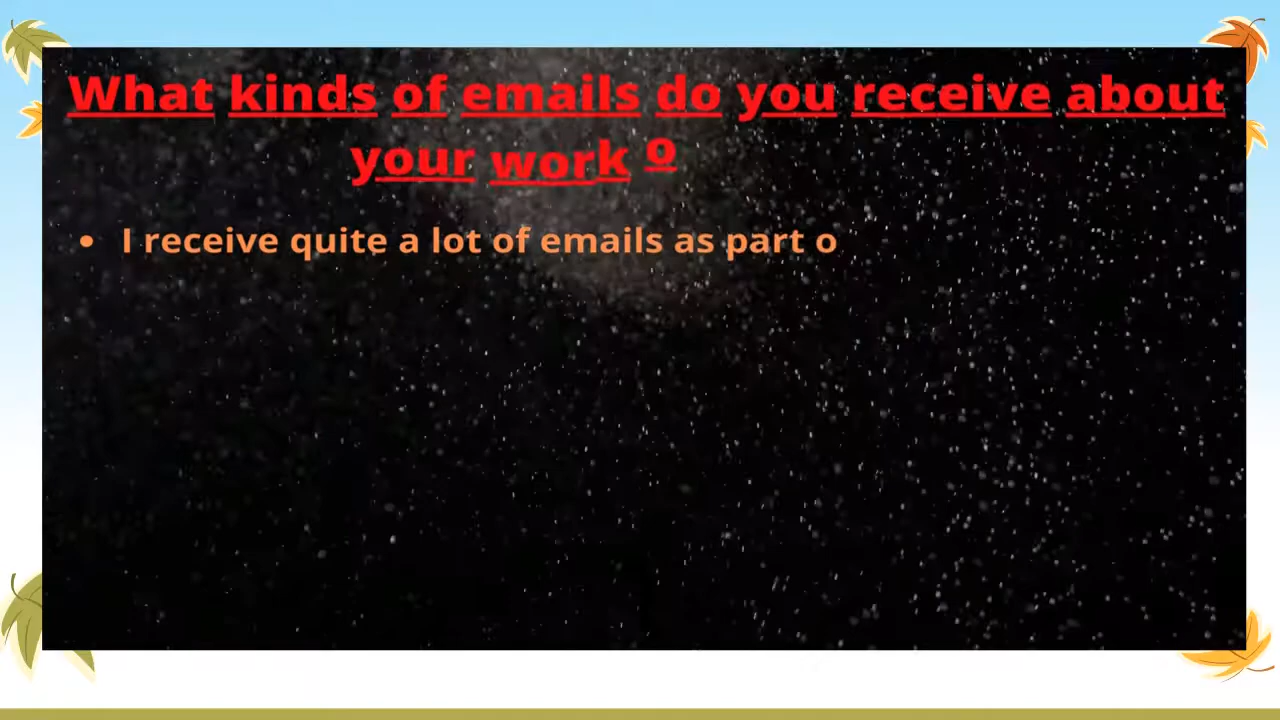 What kinds of emails do you receive about
your work o
• I receive quite a lot of emails as part o